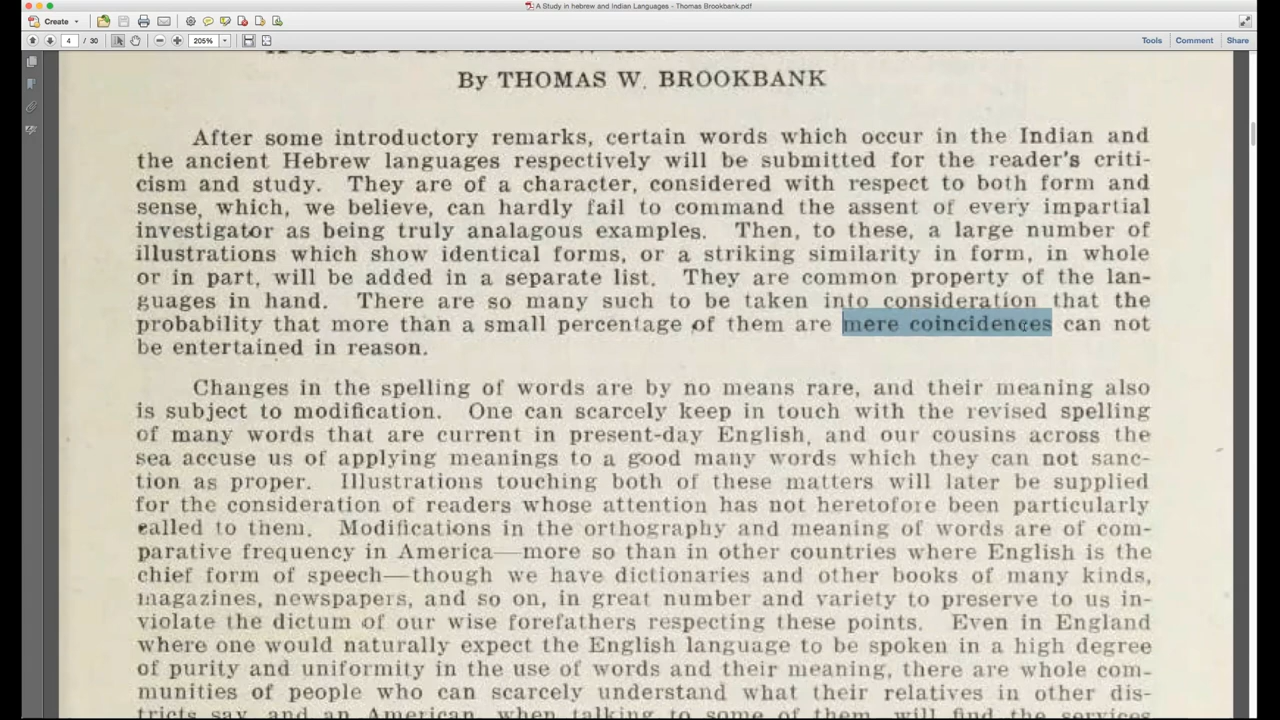 A Study in hebrew and Indian Languages - Thomas Brookbank.pdf
Create
4 / 30
205%
Tools Comment Share
By THOMAS W. BROOKBANK
After some introductory remarks, certain words which occur in the Indian and
the ancient Hebrew languages respectively will be submitted for the reader's criti-
cism and study. They are of a character, considered with respect to both form and
sense, which, we believe, can hardly fail to command the assent of every impartial
investigator as being truly analagous examples. Then, to these, a large number of
illustrations which show identical forms, or a striking similarity in form, in whole
or in part, will be added in a separate list. They are common property of the lan-
guages in hand. There are so many such to be taken into consideration that the
probability that more than a small percentage of them are mere coincidences can not
be entertained in reason.
Changes in the spelling of words are by no means rare, and their meaning also
is subject to modification. One can scarcely keep in touch with the revised spelling
of many words that are current in present-day English, and our cousins across the
sea accuse us of applying meanings to a good many words which they can not sanc-
tion as proper. Illustrations touching both of these matters will later be supplied
for the consideration of readers whose attention has not heretofore been particularly
called to them. Modifications in the orthography and meaning of words are of com-
parative frequency in America—more so than in other countries where English is the
chief form of speech—though we have dictionaries and other books of many kinds,
magazines, newspapers, and so on, in great number and variety to preserve to us in-
violate the dictum of our wise forefathers respecting these points. Even in England
where one would naturally expect the English language to be spoken in a high degree
of purity and uniformity in the use of words and their meaning, there are whole com-
munities of people who can scarcely understand what their relatives in other dis-
tricts say, and an American, when talking to some of them, will find the services